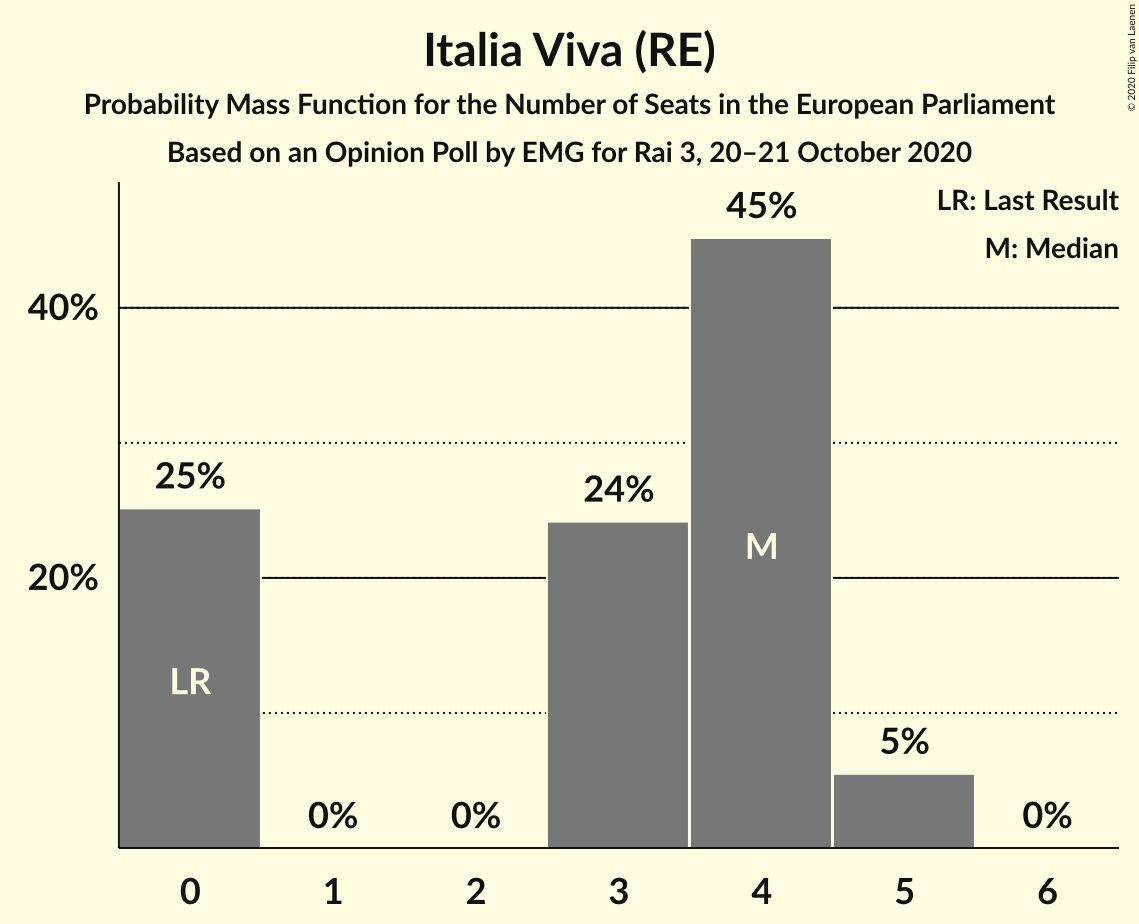 Italia Viva (RE)
Probability Mass Function for the Number of Seats in the European Parliament
Based on an Opinion Poll by EMG for Rai 3, 20–21 October 2020
© 2020 Filip van Laenen
LR: Last Result
M: Median
45%
40%
25%
24%
M
20%
LR
5%
0%
0%
0%
0 1 2 3 4 5 6